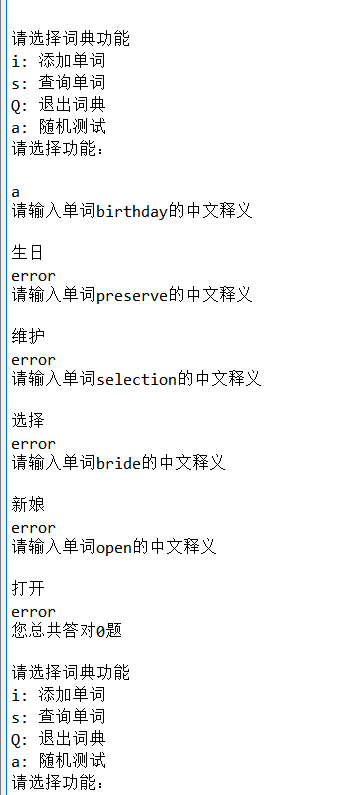 请选择词典功能
i: 添加单词
s: 查询单词
Q: 退出词典
a: 随机测试
请选择功能:
a
请输入单词birthday的中文释义
生日
error
请输入单词preserve的中文释义
维护
error
请输入单词selection的中文释义
选择
error
请输入单词bride的中文释义
新娘
error
请输入单词open的中文释义
打开
error
您总共答对0题
请选择词典功能
i: 添加单词
s: 查询单词
Q: 退出词典
a: 随机测试
请选择功能: